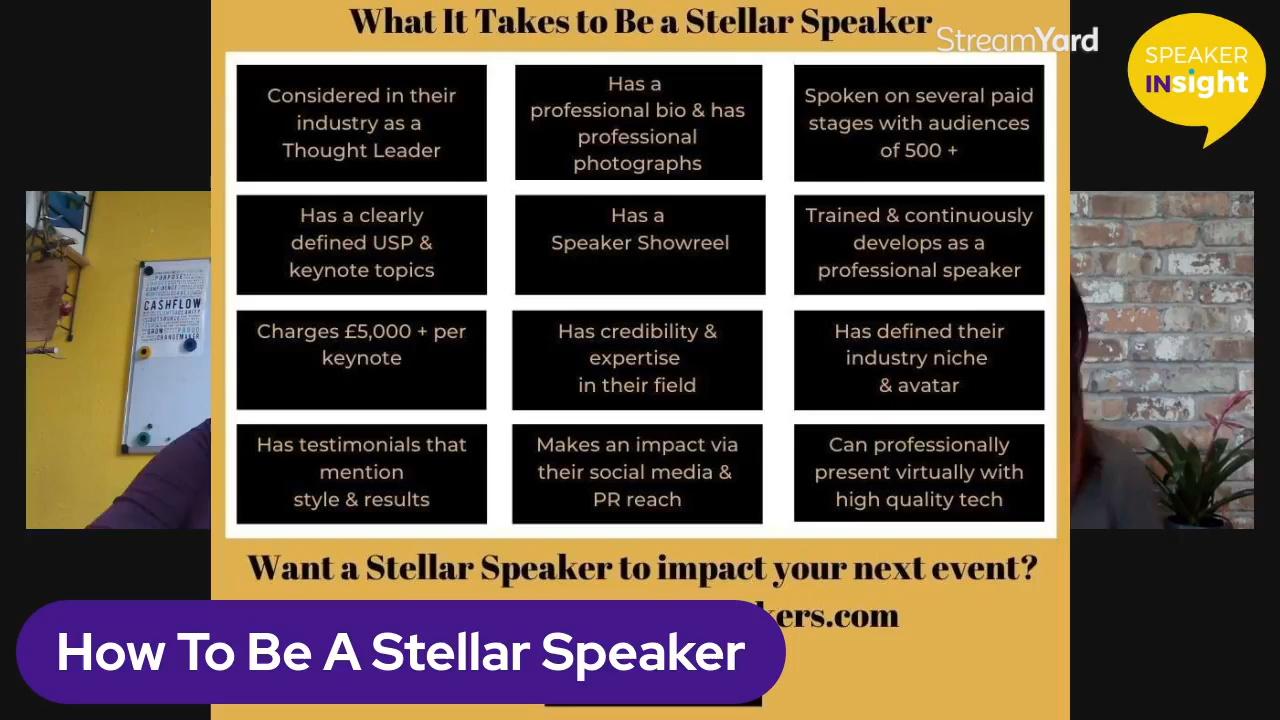 What It Takes to Be a Stellar Speaker
StreamYard
SPEAKER
INsight
Considered in their
industry as a
Thought Leader
Has a
professional bio & has
professional
photographs
Spoken on several paid
stages with audiences
of 500 +
Has a clearly
defined USP &
keynote topics
Has a
Speaker Showreel
Trained & continuously
develops as a
professional speaker
Charges £5,000 + per
keynote
Has credibility &
expertise
in their field
Has defined their
industry niche
& avatar
Has testimonials that
mention
style & results
Makes an impact via
their social media &
PR reach
Can professionally
present virtually with
high quality tech
PURPOSE
CONFIDENCE
CASHFLOW
CHANGEMAKER
Want a Stellar Speaker to impact your next event?
kers.com
How To Be A Stellar Speaker